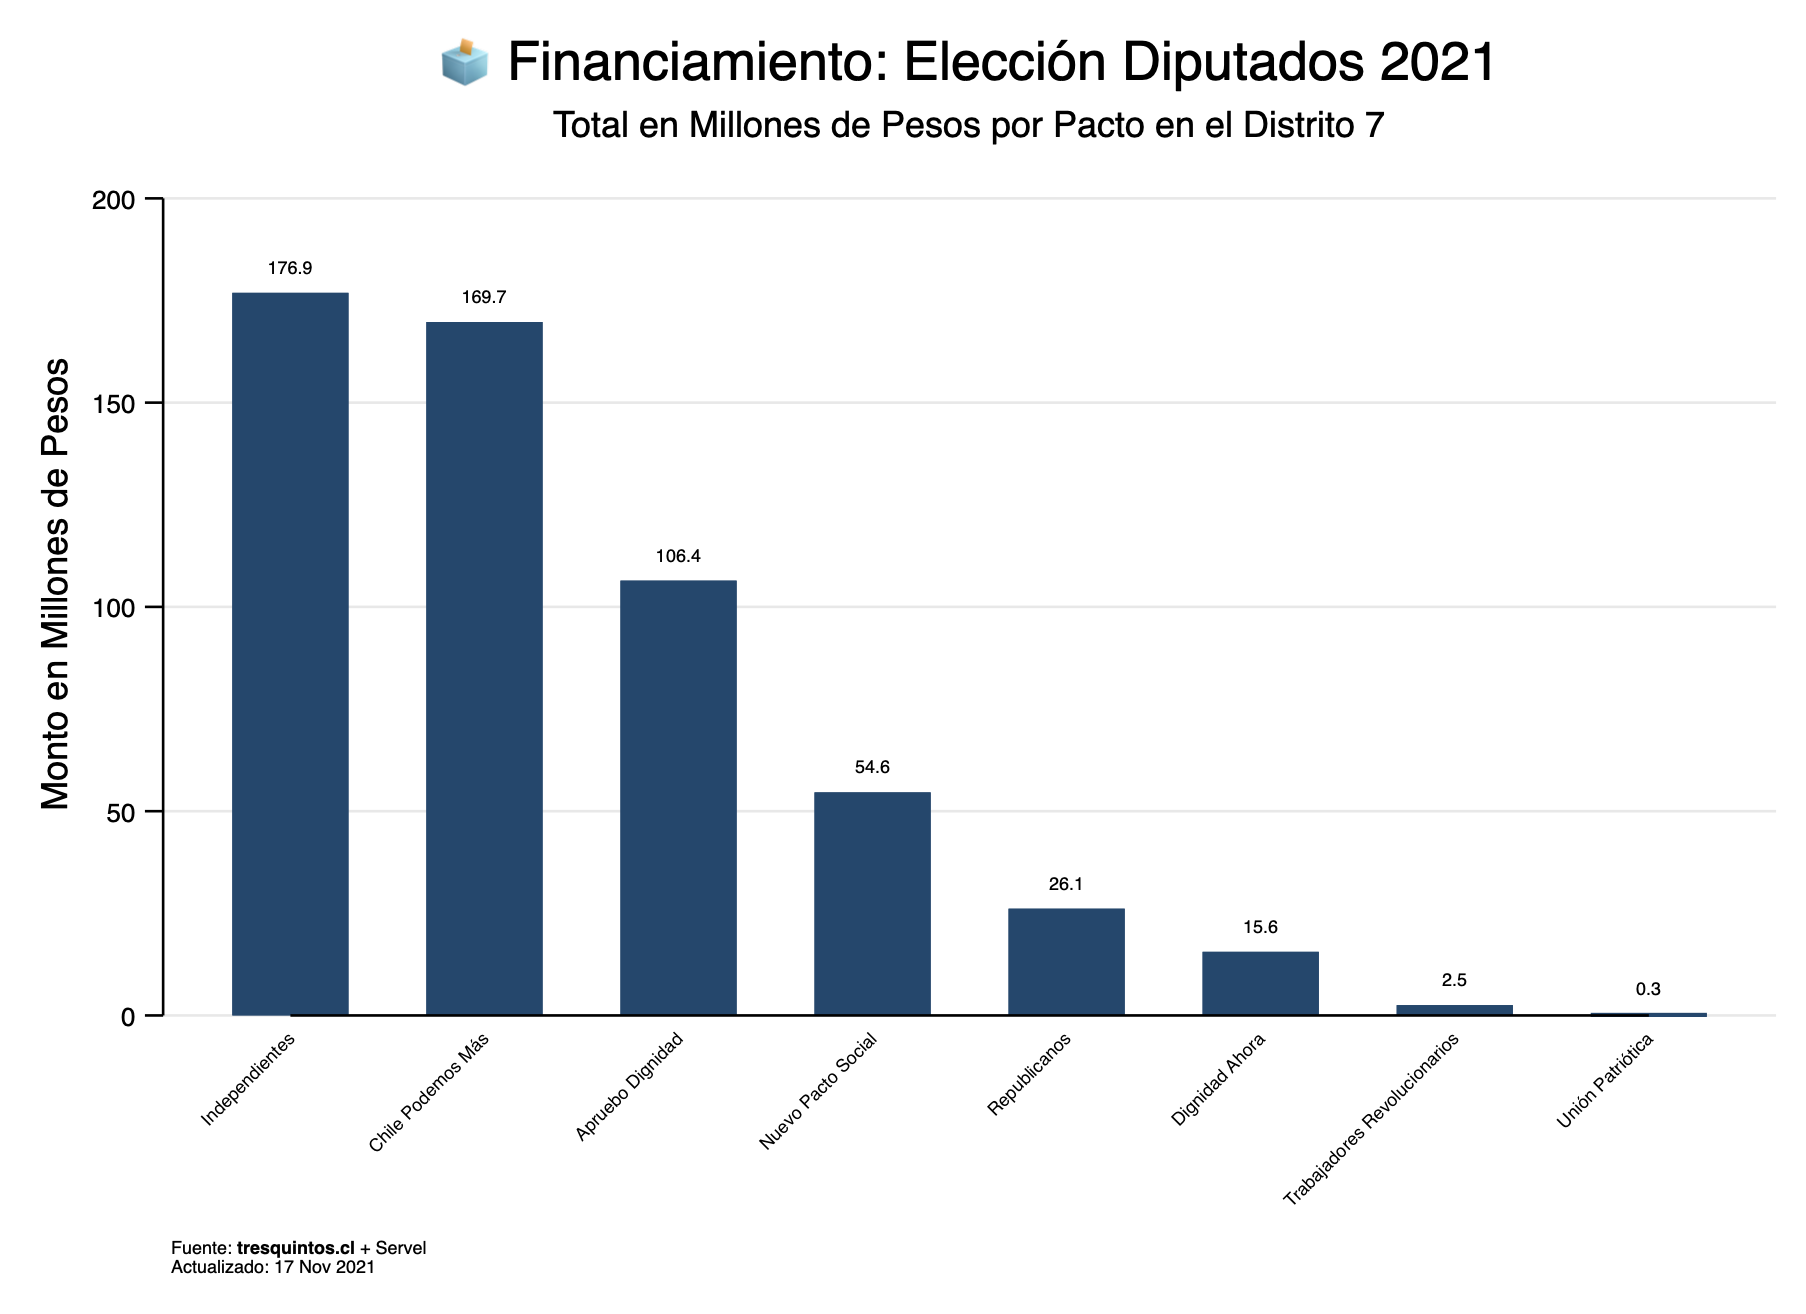 Financiamiento: Elección Diputados 2021
Total en Millones de Pesos por Pacto en el Distrito 7
Monto en Millones de Pesos
200
150
100
50
0
176.9
169.7
106.4
54.6
26.1
15.6
2.5
0.3
Independientes
Chile Podemos Más
Apruebo Dignidad
Nuevo Pacto Social
Republicanos
Dignidad Ahora
Trabajadores Revolucionarios
Unión Patriótica
Fuente: tresquintos.cl + Servel
Actualizado: 17 Nov 2021